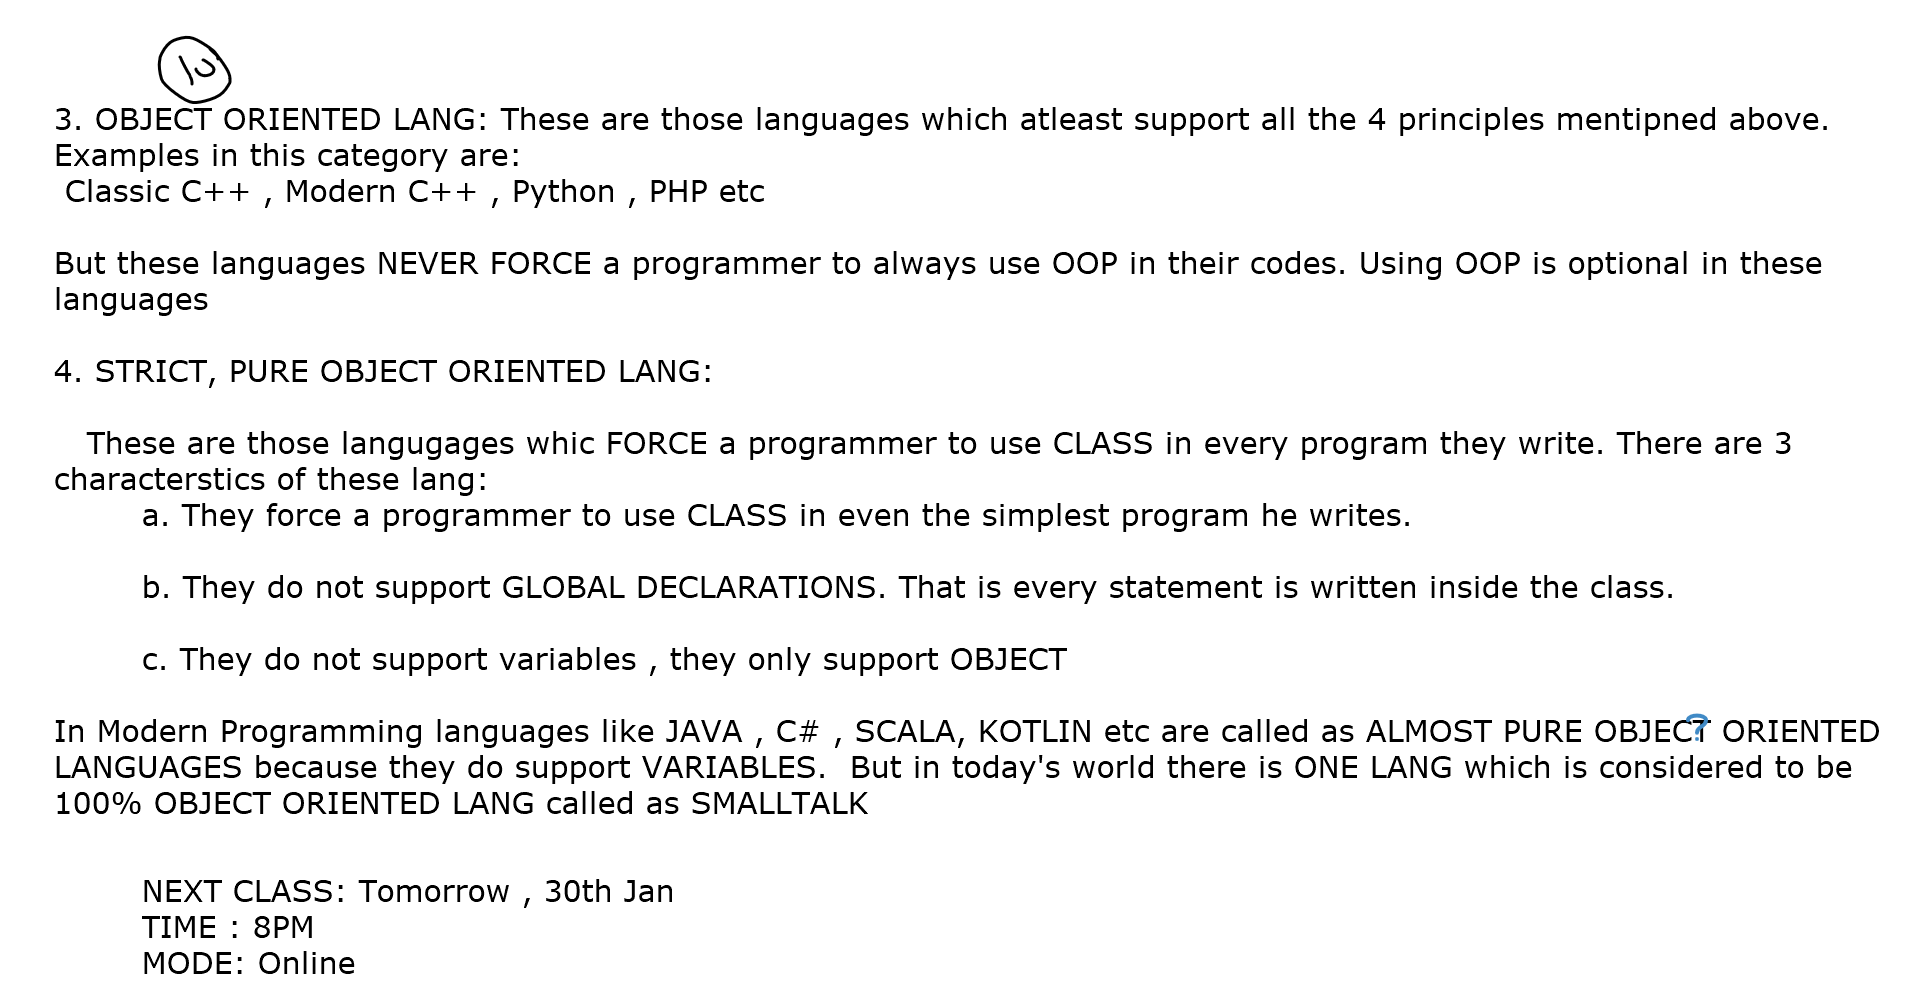 3. OBJECT ORIENTED LANG: These are those languages which atleast support all the 4 principles mentipned above.
Examples in this category are:
Classic C++ , Modern C++ , Python , PHP etc
But these languages NEVER FORCE a programmer to always use OOP in their codes. Using OOP is optional in these
languages
4. STRICT, PURE OBJECT ORIENTED LANG:
These are those langugages whic FORCE a programmer to use CLASS in every program they write. There are 3
characterstics of these lang:
a. They force a programmer to use CLASS in even the simplest program he writes.
b. They do not support GLOBAL DECLARATIONS. That is every statement is written inside the class.
c. They do not support variables , they only support OBJECT
In Modern Programming languages like JAVA , C# , SCALA, KOTLIN etc are called as ALMOST PURE OBJECT ORIENTED
LANGUAGES because they do support VARIABLES.  But in today's world there is ONE LANG which is considered to be
100% OBJECT ORIENTED LANG called as SMALLTALK
NEXT CLASS: Tomorrow , 30th Jan
TIME : 8PM
MODE: Online